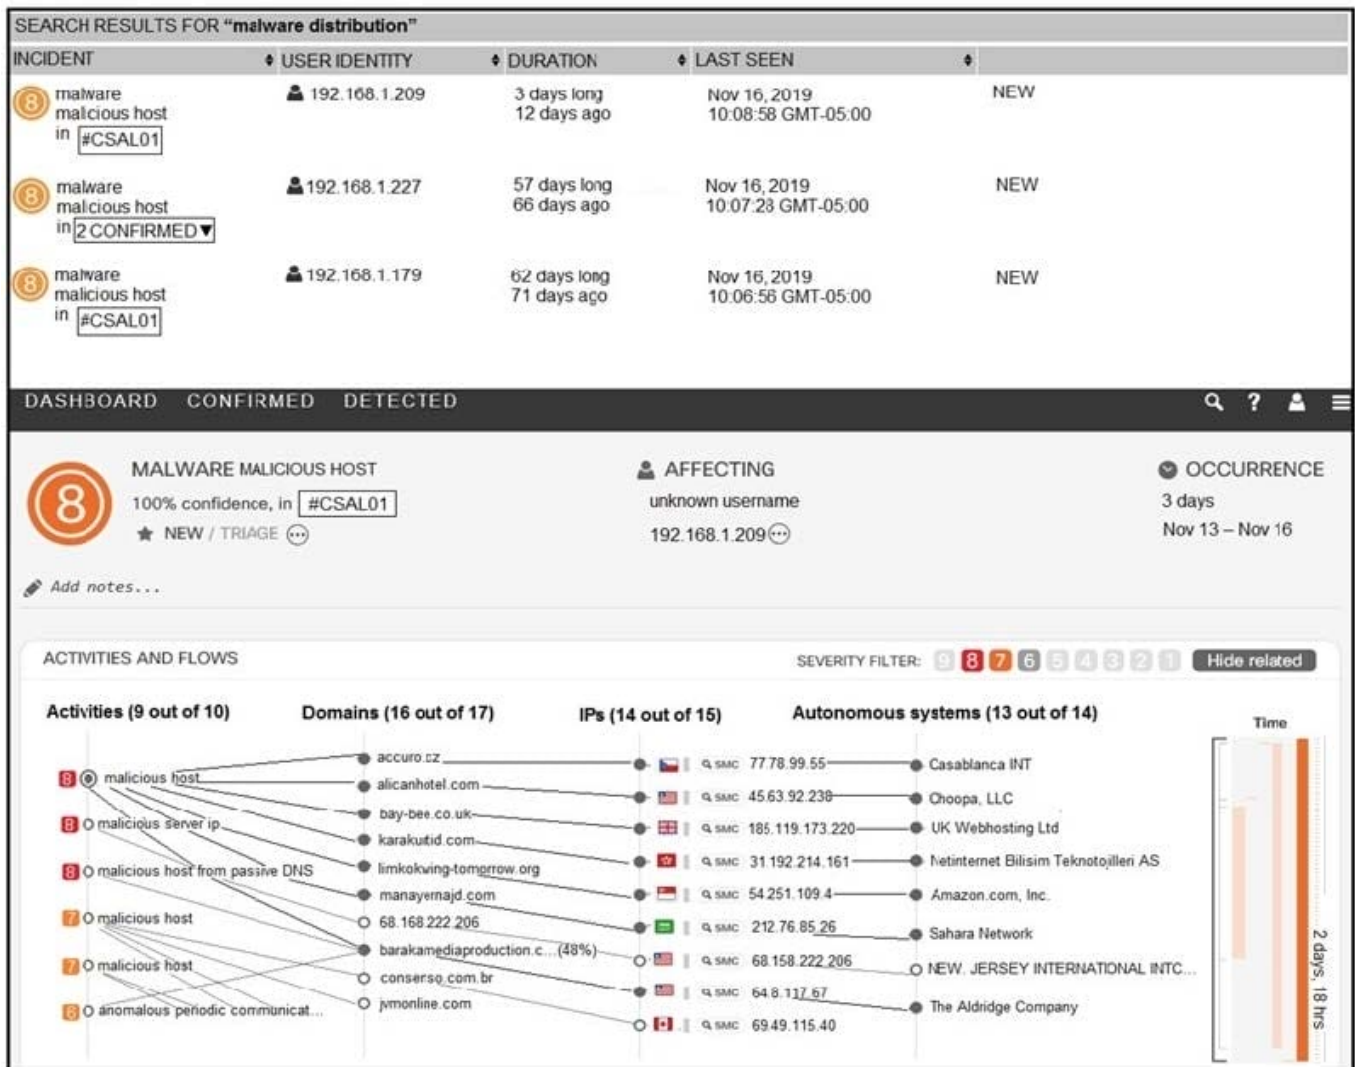 SEARCH RESULTS FOR “malware distribution”
INCIDENT USER IDENTITY DURATION LAST SEEN
8 malware 192.168.1.209 3 days long Nov 16, 2019 NEW
malicious host 12 days ago 10:08:58 GMT-05:00
in #CSAL01
8 malware 192.168.1.227 57 days long Nov 16, 2019 NEW
malicious host 66 days ago 10:07:28 GMT-05:00
in 2 CONFIRMED▼
8 malware 192.168.1.179 62 days long Nov 16, 2019 NEW
malicious host 71 days ago 10:06:56 GMT-05:00
in #CSAL01
DASHBOARD CONFIRMED DETECTED ?
8 MALWARE MALICIOUS HOST AFFECTING OCCURRENCE
100% confidence, in #CSAL01 unknown username 3 days
NEW / TRIAGE 192.168.1.209 Nov 13 – Nov 16
Add notes...
ACTIVITIES AND FLOWS SEVERITY FILTER: 9 8 7 6 5 4 3 2 1 Hide related
Activities (9 out of 10) Domains (16 out of 17) IPs (14 out of 15) Autonomous systems (13 out of 14) Time
8 malicious host
8 malicious server ip
8 malicious host from passive DNS
7 malicious host
7 malicious host
6 anomalous periodic communicat...
accuro.cz
alicanhotel.com
bay-bee.co.uk
karakutid.com
limkokwing-tomorrow.org
manayernajd.com
68.168.222.206
barakamediaproduction.c...(48%)
conserso.com.br
jvmonline.com
SMC 77.78.99.55
SMC 45.63.92.238
SMC 185.119.173.220
SMC 31.192.214.161
SMC 54.251.109.4
SMC 212.76.85.26
SMC 68.158.222.206
SMC 64.8.117.67
SMC 69.49.115.40
Casablanca INT
Choopa, LLC
UK Webhosting Ltd
Netinternet Bilisim Teknotojilleri AS
Amazon.com, Inc.
Sahara Network
NEW JERSEY INTERNATIONAL INTC...
The Aldridge Company
2 days, 18 hrs